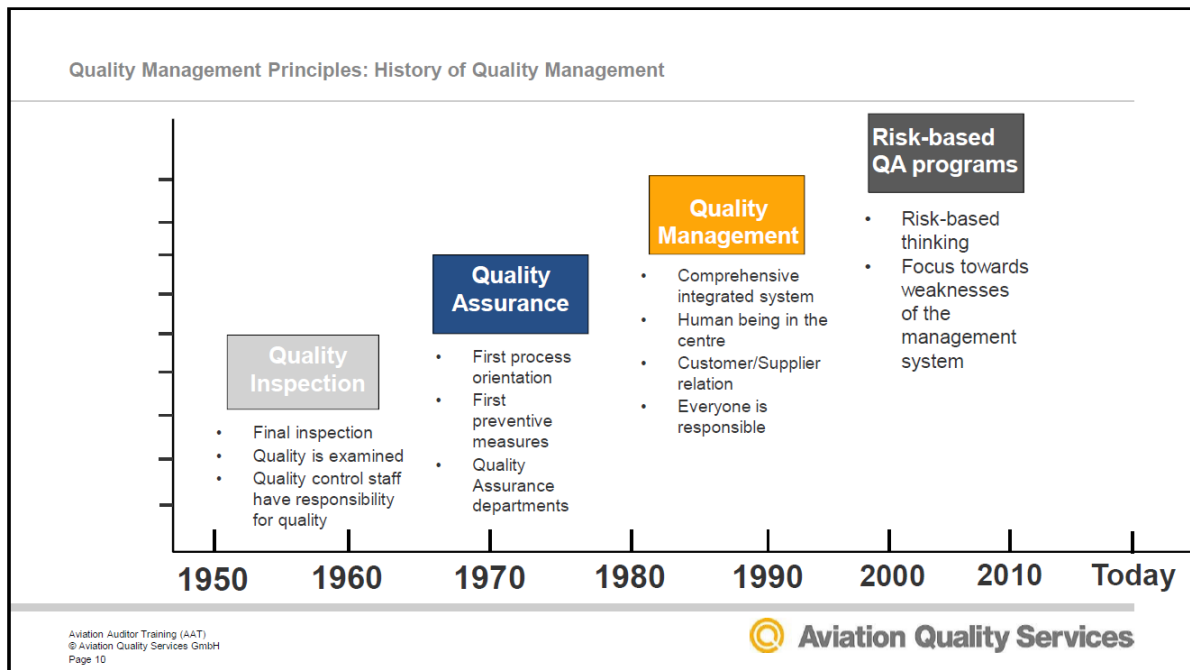 Quality Management Principles: History of Quality Management
Quality
Inspection
• Final inspection
• Quality is examined
• Quality control staff
have responsibility
for quality
Quality
Assurance
• First process
orientation
• First
preventive
measures
• Quality
Assurance
departments
Quality
Management
• Comprehensive
integrated system
• Human being in the
centre
• Customer/Supplier
relation
• Everyone is
responsible
Risk-based
QA programs
• Risk-based
thinking
• Focus towards
weaknesses
of the
management
system
1950 1960 1970 1980 1990 2000 2010 Today
Aviation Auditor Training (AAT)
© Aviation Quality Services GmbH
Page 10
Aviation Quality Services